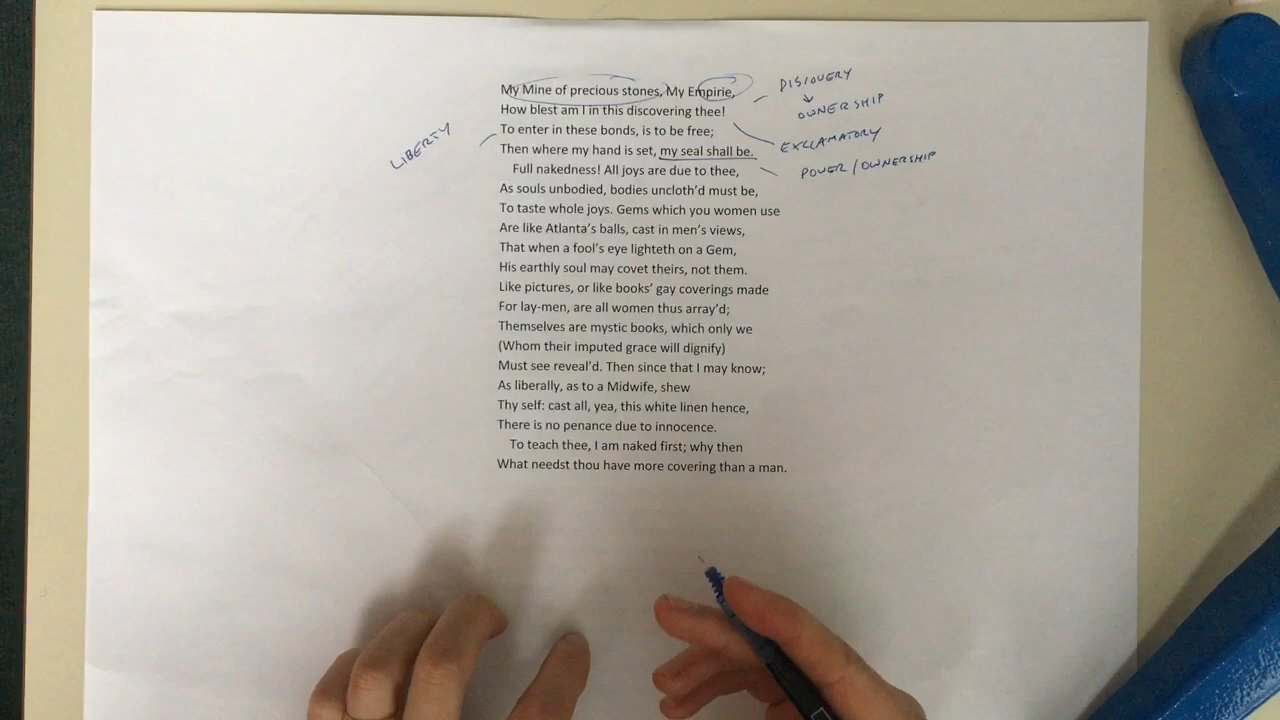 My Mine of precious stones, My Empirie,
How blest am I in this discovering thee!
To enter in these bonds, is to be free;
Then where my hand is set, my seal shall be.
Full nakedness! All joys are due to thee,
As souls unbodied, bodies uncloth’d must be,
To taste whole joys. Gems which you women use
Are like Atlanta’s balls, cast in men’s views,
That when a fool’s eye lighteth on a Gem,
His earthly soul may covet theirs, not them.
Like pictures, or like books’ gay coverings made
For lay-men, are all women thus array’d;
Themselves are mystic books, which only we
(Whom their imputed grace will dignify)
Must see reveal’d. Then since that I may know;
As liberally, as to a Midwife, shew
Thy self: cast all, yea, this white linen hence,
There is no penance due to innocence.
To teach thee, I am naked first; why then
What needst thou have more covering than a man.
LIBERTY
DISCOVERY
OWNERSHIP
EXCLAMATORY
POWER / OWNERSHIP